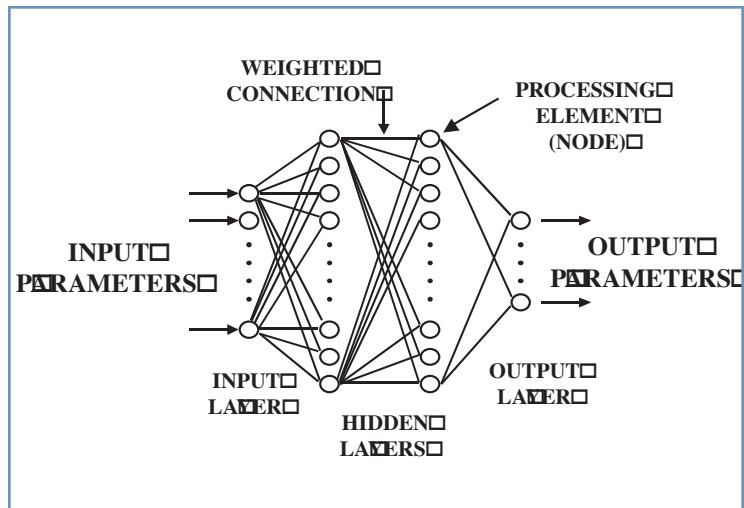 WEIGHTED□
CONNECTION□
PROCESSING□
ELEMENT□
(NODE)□
INPUT□
PARAMETERS□
OUTPUT□
PARAMETERS□
INPUT□
LAYER□
HIDDEN□
LAYERS□
OUTPUT□
LAYER□